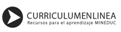 CURRICULUMENLINEA
Recursos para el aprendizaje MINEDUC